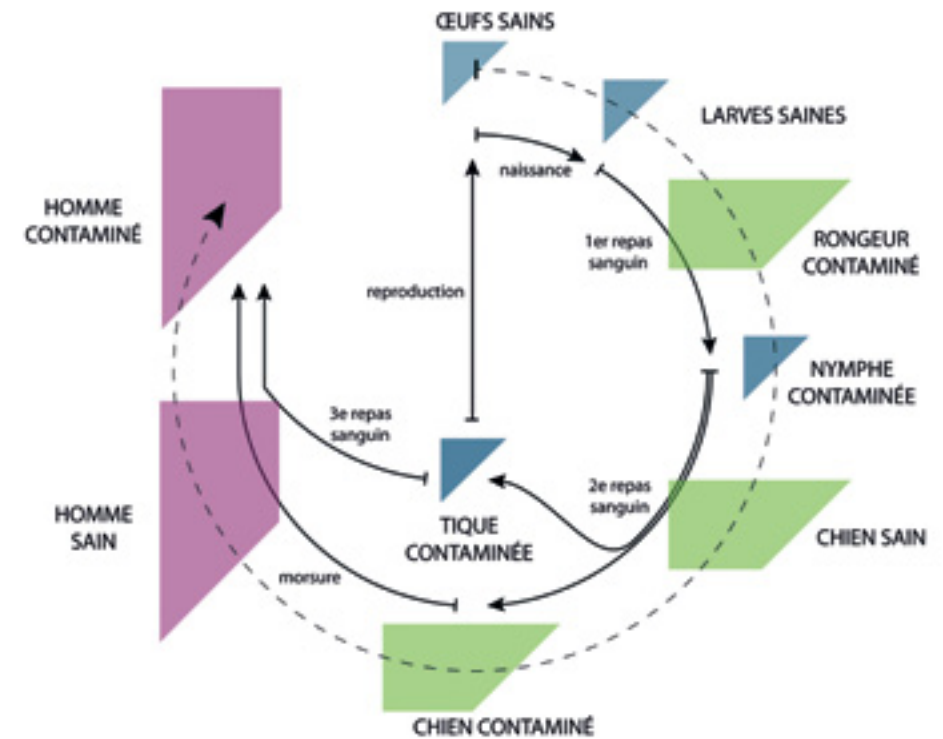 ŒUFS SAINS
LARVES SAINES
naissance
HOMME
CONTAMINÉ
1er repas
sanguin
RONGEUR
CONTAMINÉ
reproduction
NYMPHE
CONTAMINÉE
3e repas
sanguin
2e repas
sanguin
HOMME
SAIN
TIQUE
CONTAMINÉE
CHIEN SAIN
morsure
CHIEN CONTAMINÉ